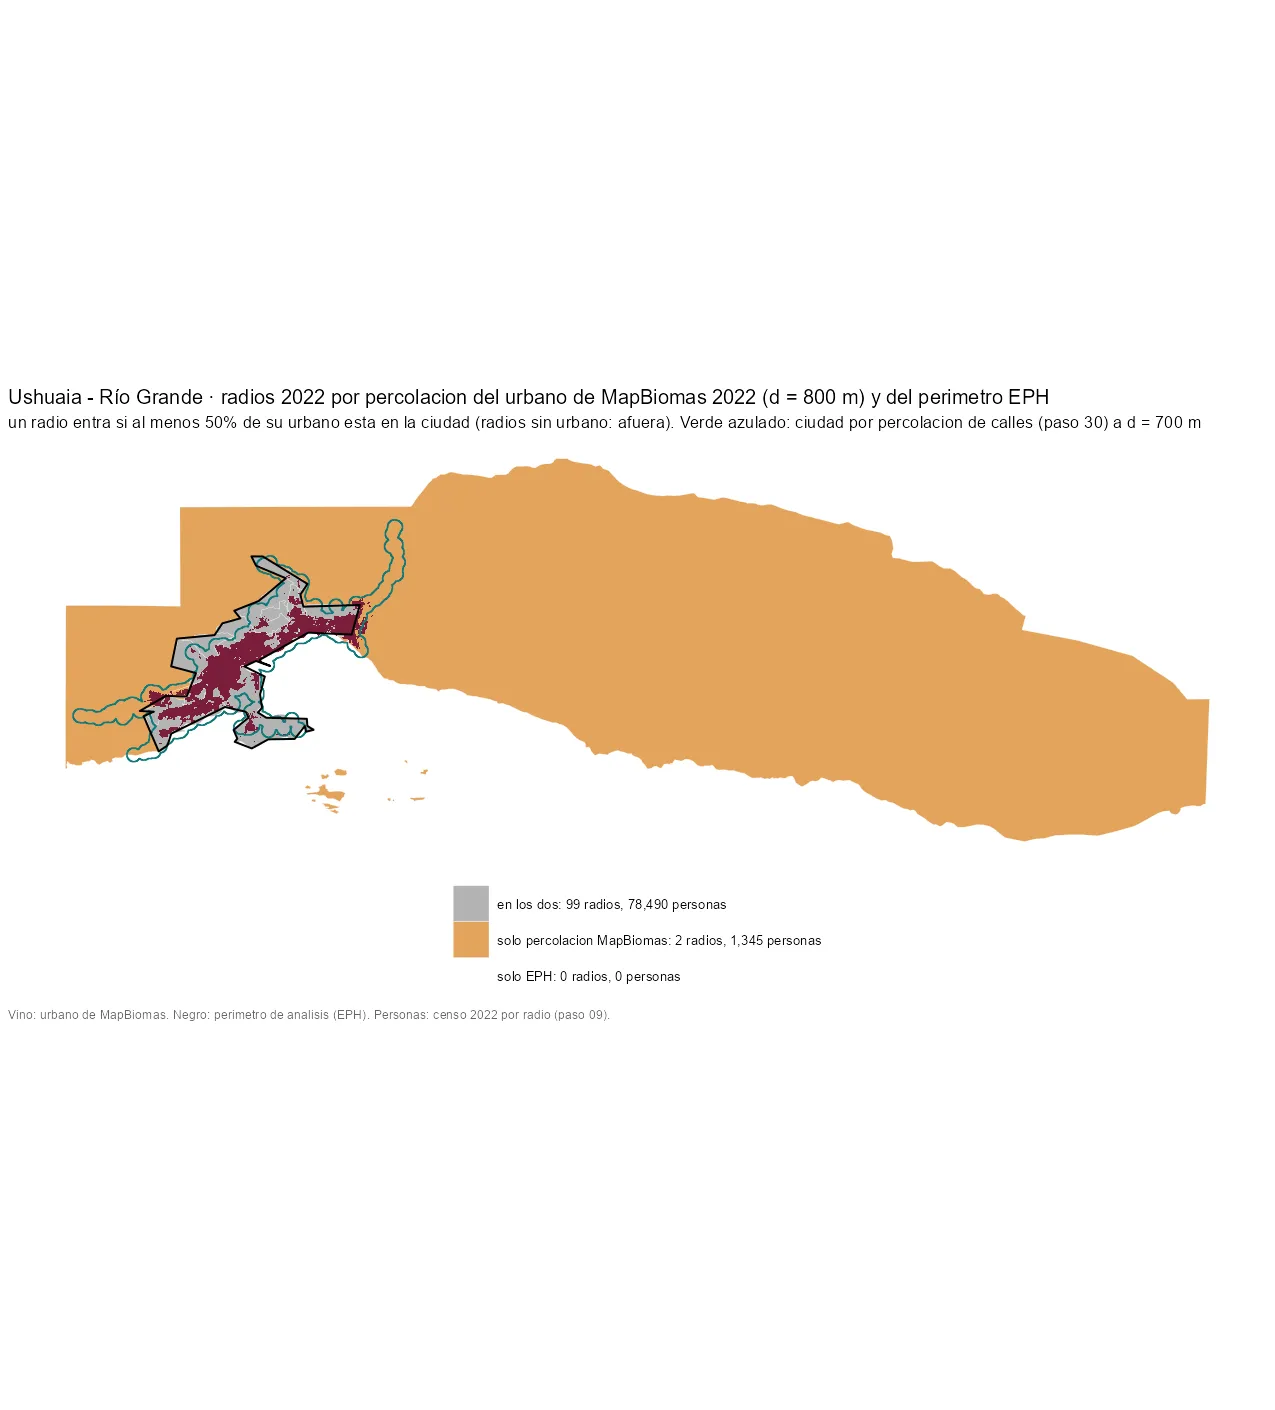 Ushuaia - Río Grande · radios 2022 por percolacion del urbano de MapBiomas 2022 (d = 800 m) y del perimetro EPH
un radio entra si al menos 50% de su urbano esta en la ciudad (radios sin urbano: afuera). Verde azulado: ciudad por percolacion de calles (paso 30) a d = 700 m
en los dos: 99 radios, 78,490 personas
solo percolacion MapBiomas: 2 radios, 1,345 personas
solo EPH: 0 radios, 0 personas
Vino: urbano de MapBiomas. Negro: perimetro de analisis (EPH). Personas: censo 2022 por radio (paso 09).